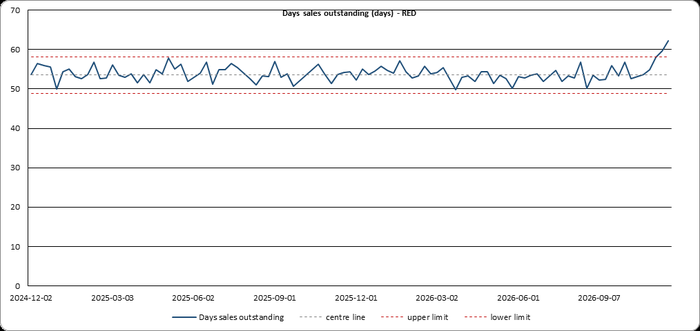 Days sales outstanding (days) - RED
70
60
50
40
30
20
10
0
2024-12-02 2025-03-03 2025-06-02 2025-09-01 2025-12-01 2026-03-02 2026-06-01 2026-09-07
Days sales outstanding centre line upper limit lower limit